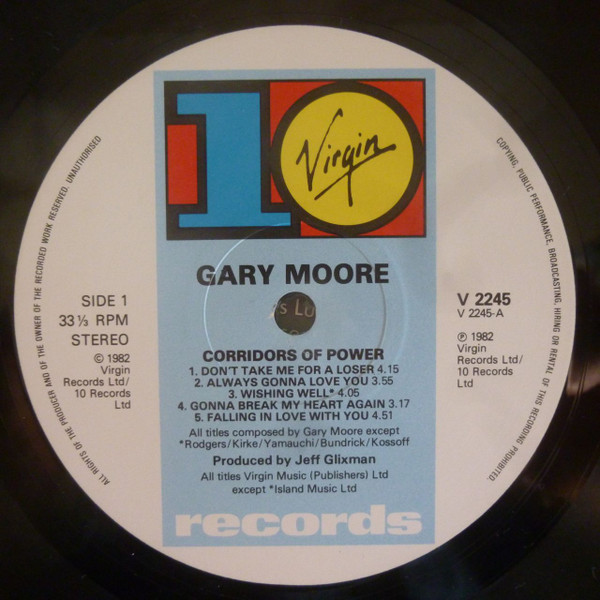 10
Virgin
GARY MOORE
SIDE 1
33⅓ RPM
STEREO
© 1982
Virgin
Records Ltd/
10 Records
Ltd
V 2245
V 2245-A
℗ 1982
Virgin
Records Ltd/
10 Records
Ltd
CORRIDORS OF POWER
1. DON'T TAKE ME FOR A LOSER 4.15
2. ALWAYS GONNA LOVE YOU 3.55
3. WISHING WELL* 4.05
4. GONNA BREAK MY HEART AGAIN 3.17
5. FALLING IN LOVE WITH YOU 4.51
All titles composed by Gary Moore except
*Rodgers/Kirke/Yamauchi/Bundrick/Kossoff
Produced by Jeff Glixman
All titles Virgin Music (Publishers) Ltd
except *Island Music Ltd
records
ALL RIGHTS OF THE PRODUCER AND OF THE OWNER OF THE RECORDED WORK RESERVED. UNAUTHORISED
COPYING, PUBLIC PERFORMANCE, BROADCASTING, HIRING OR RENTAL OF THIS RECORDING PROHIBITED.